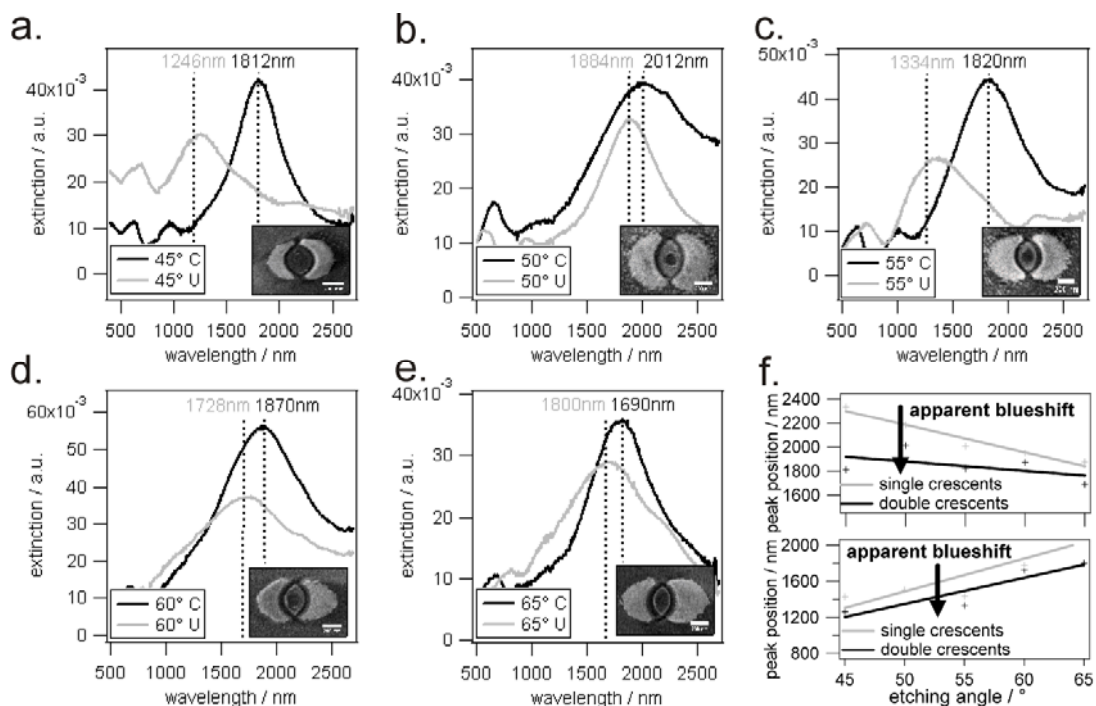 a.
1246nm 1812nm
40x10⁻³
30
20
10
0
extinction / a.u.
45° C
45° U
500 1000 1500 2000 2500
wavelength / nm
b.
1884nm 2012nm
40x10⁻³
30
20
10
0
extinction / a.u.
50° C
50° U
500 1000 1500 2000 2500
wavelength / nm
c.
1334nm 1820nm
50x10⁻³
40
30
20
10
0
extinction / a.u.
55° C
55° U
500 1000 1500 2000 2500
wavelength / nm
d.
1728nm 1870nm
60x10⁻³
50
40
30
20
10
0
extinction / a.u.
60° C
60° U
500 1000 1500 2000 2500
wavelength / nm
e.
1800nm 1690nm
40x10⁻³
30
20
10
0
extinction / a.u.
65° C
65° U
500 1000 1500 2000 2500
wavelength / nm
f.
2400
2200
2000
1800
1600
peak position / nm
apparent blueshift
single crescents
double crescents
2000
1600
1200
800
peak position / nm
apparent blueshift
single crescents
double crescents
45 50 55 60 65
etching angle / °